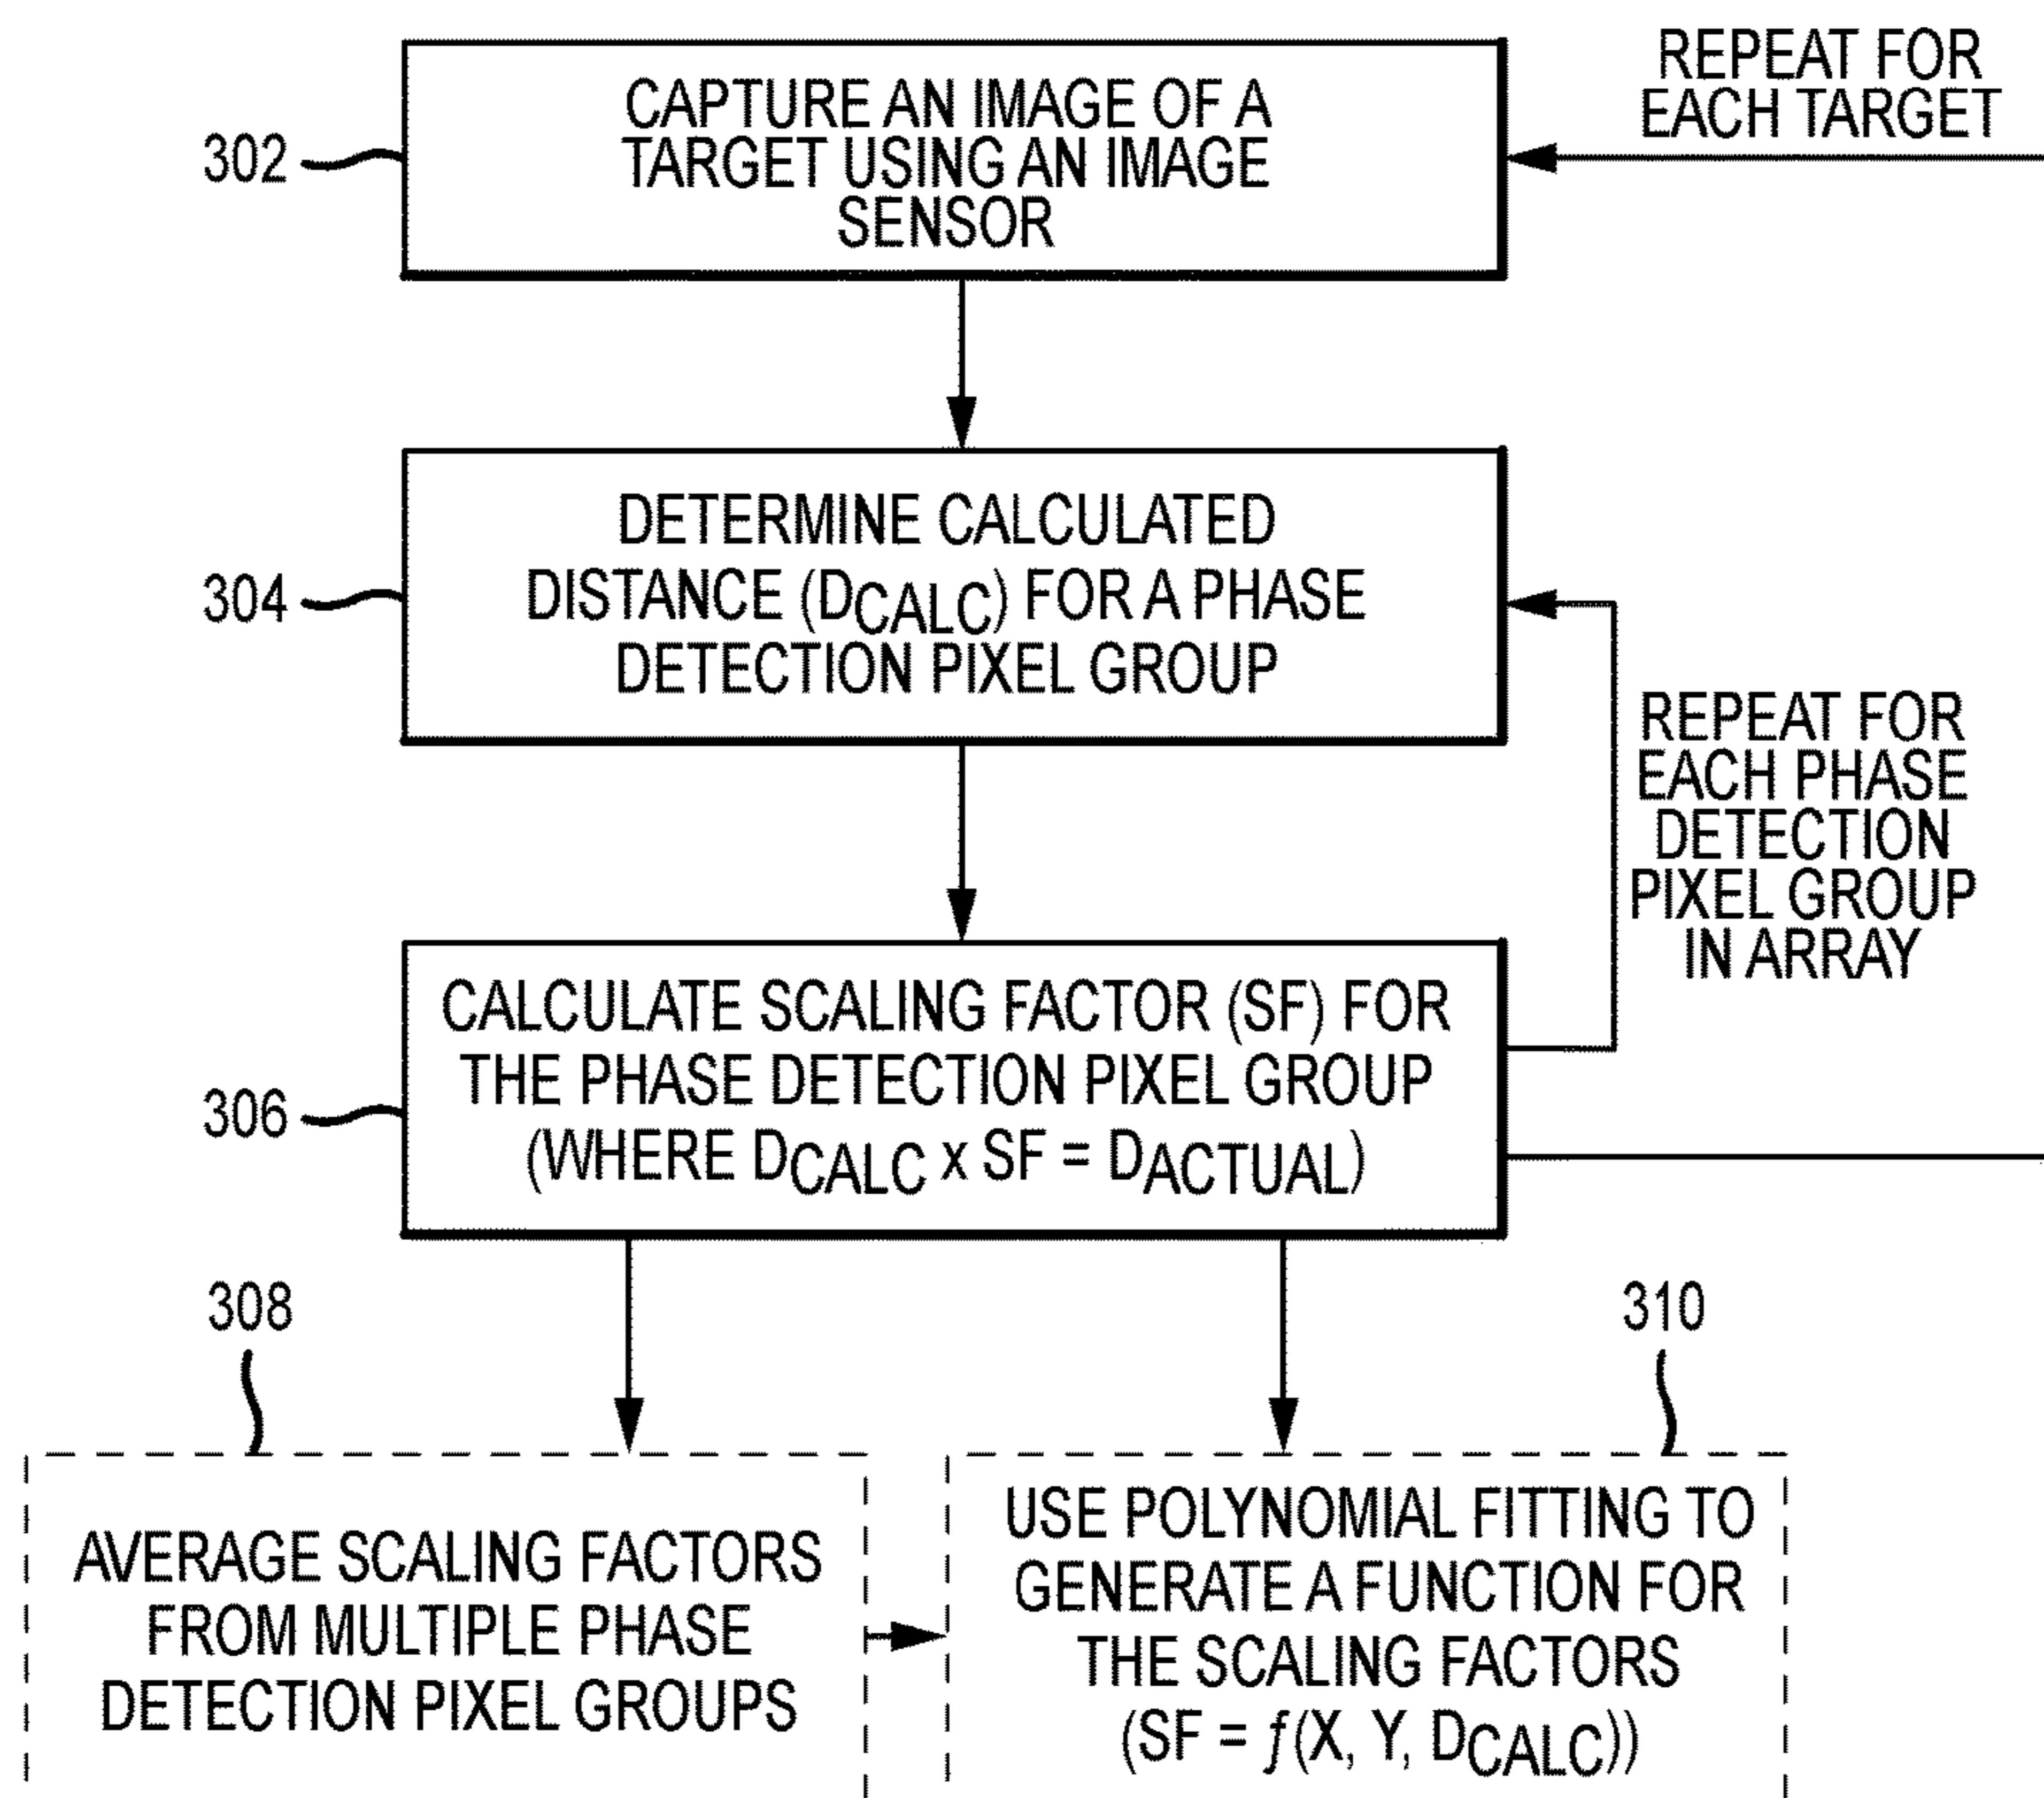 CAPTURE AN IMAGE OF A
TARGET USING AN IMAGE
SENSOR
302
REPEAT FOR
EACH TARGET
DETERMINE CALCULATED
DISTANCE (DCALC) FOR A PHASE
DETECTION PIXEL GROUP
304
REPEAT FOR
EACH PHASE
DETECTION
PIXEL GROUP
IN ARRAY
CALCULATE SCALING FACTOR (SF) FOR
THE PHASE DETECTION PIXEL GROUP
(WHERE DCALC x SF = DACTUAL)
306
308
310
AVERAGE SCALING FACTORS
FROM MULTIPLE PHASE
DETECTION PIXEL GROUPS
USE POLYNOMIAL FITTING TO
GENERATE A FUNCTION FOR
THE SCALING FACTORS
(SF = ƒ(X, Y, DCALC))